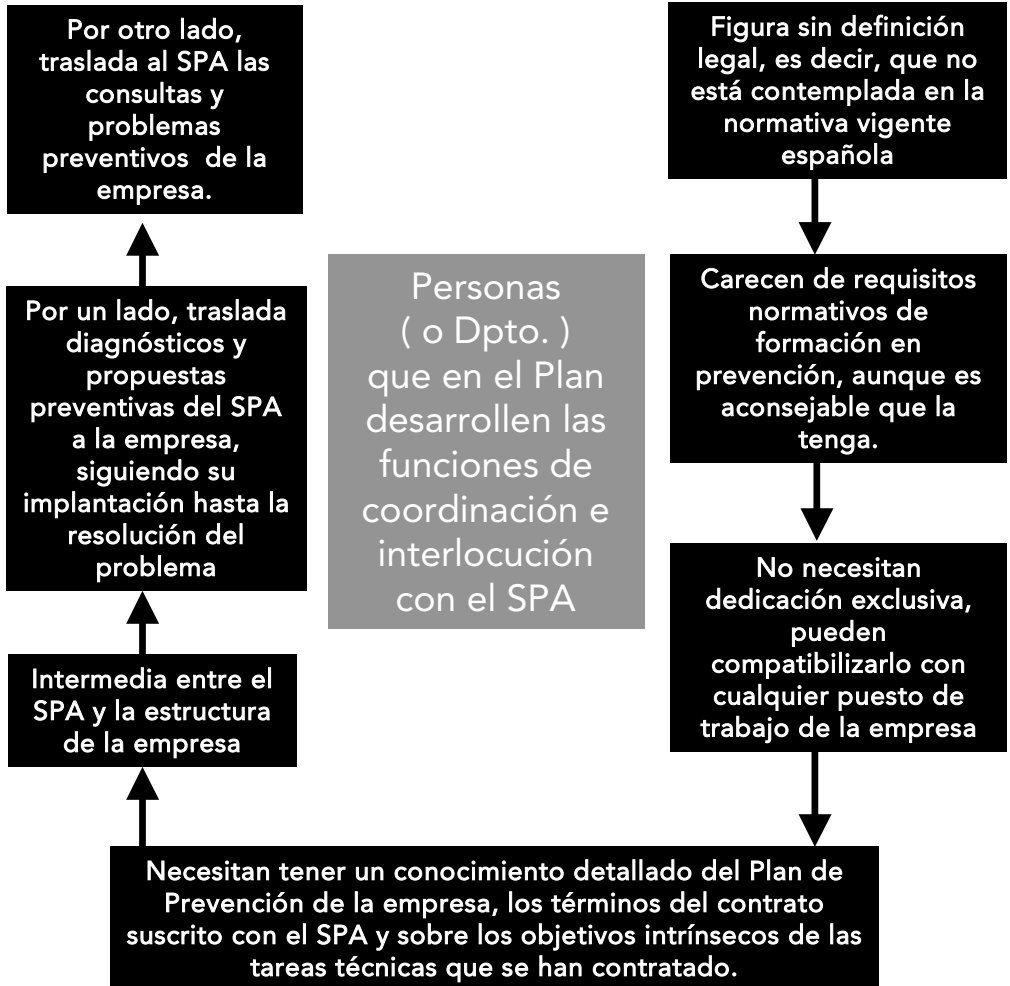 Figura sin definición
legal, es decir, que no
está contemplada en la
normativa vigente
española
Carecen de requisitos
normativos de
formación en
prevención, aunque es
aconsejable que la
tenga.
No necesitan
dedicación exclusiva,
pueden
compatibilizarlo con
cualquier puesto de
trabajo de la empresa
Necesitan tener un conocimiento detallado del Plan de
Prevención de la empresa, los términos del contrato
suscrito con el SPA y sobre los objetivos intrínsecos de las
tareas técnicas que se han contratado.
Intermedia entre el
SPA y la estructura
de la empresa
Por un lado, traslada
diagnósticos y
propuestas
preventivas del SPA
a la empresa,
siguiendo su
implantación hasta la
resolución del
problema
Por otro lado,
traslada al SPA las
consultas y
problemas
preventivos de la
empresa.
Personas
( o Dpto. )
que en el Plan
desarrollen las
funciones de
coordinación e
interlocución
con el SPA